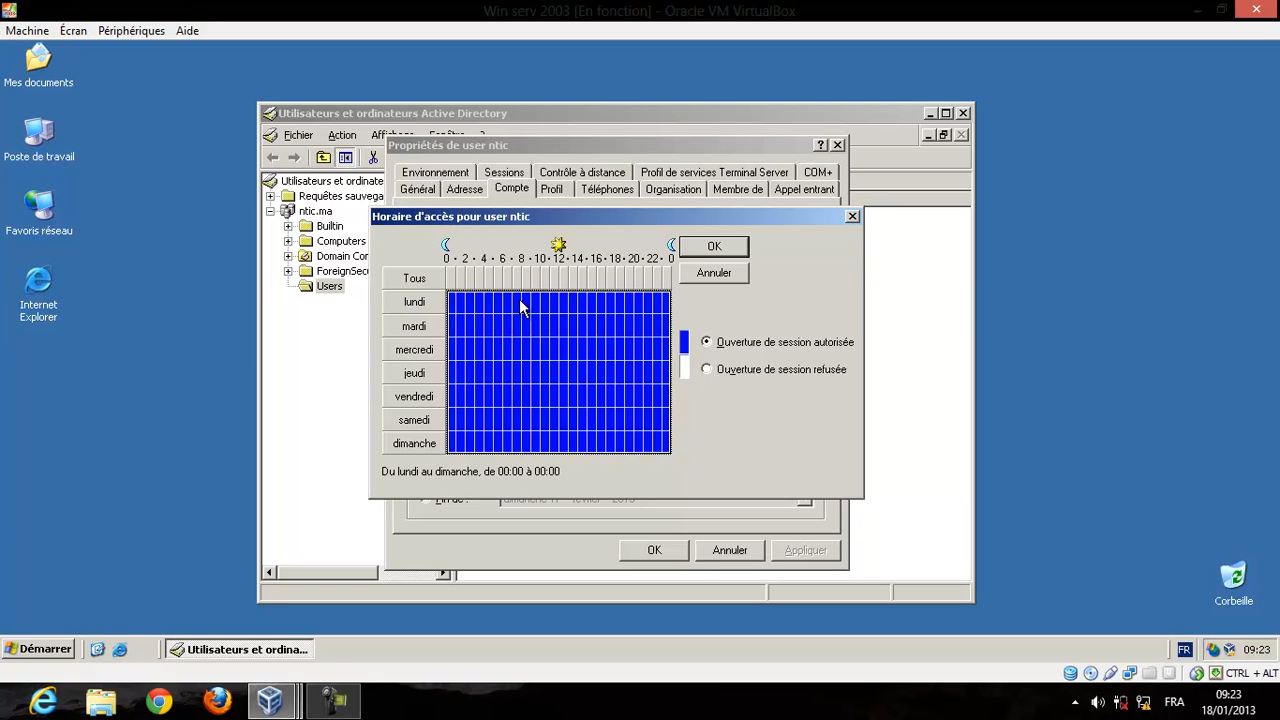 Win serv 2003 [En fonction] - Oracle VM VirtualBox
Machine Écran Périphériques Aide
Mes documents
Poste de travail
Favoris réseau
Internet Explorer
Corbeille
Utilisateurs et ordinateurs Active Directory
Fichier Action
Utilisateurs et ordinate
Requêtes sauvega
ntic.ma
Builtin
Computers
Domain Con
ForeignSecu
Users
Propriétés de user ntic
Environnement Sessions Contrôle à distance Profil de services Terminal Server COM+
Général Adresse Compte Profil Téléphones Organisation Membre de Appel entrant
Horaire d'accès pour user ntic
0 · 2 · 4 · 6 · 8 · 10 · 12 · 14 · 16 · 18 · 20 · 22 · 0
Tous
lundi
mardi
mercredi
jeudi
vendredi
samedi
dimanche
OK
Annuler
Ouverture de session autorisée
Ouverture de session refusée
Du lundi au dimanche, de 00:00 à 00:00
OK Annuler Appliquer
Démarrer Utilisateurs et ordina... FR 09:23
CTRL + ALT
FRA 09:23
18/01/2013